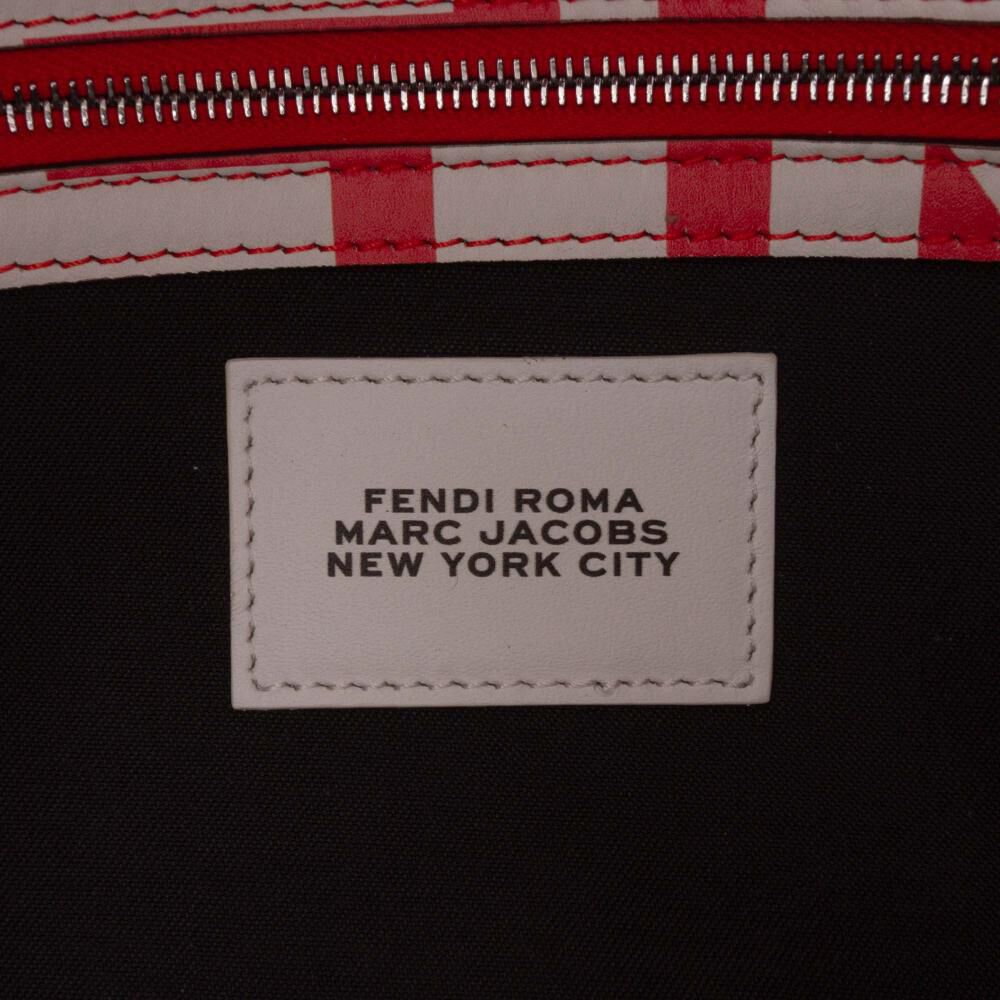 FENDI ROMA
MARC JACOBS
NEW YORK CITY